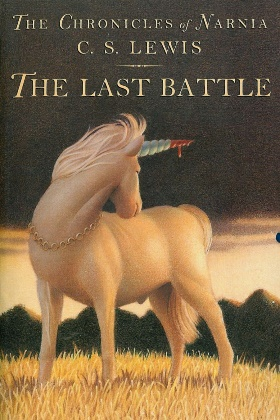 THE CHRONICLES of NARNIA
C. S. LEWIS
THE LAST BATTLE